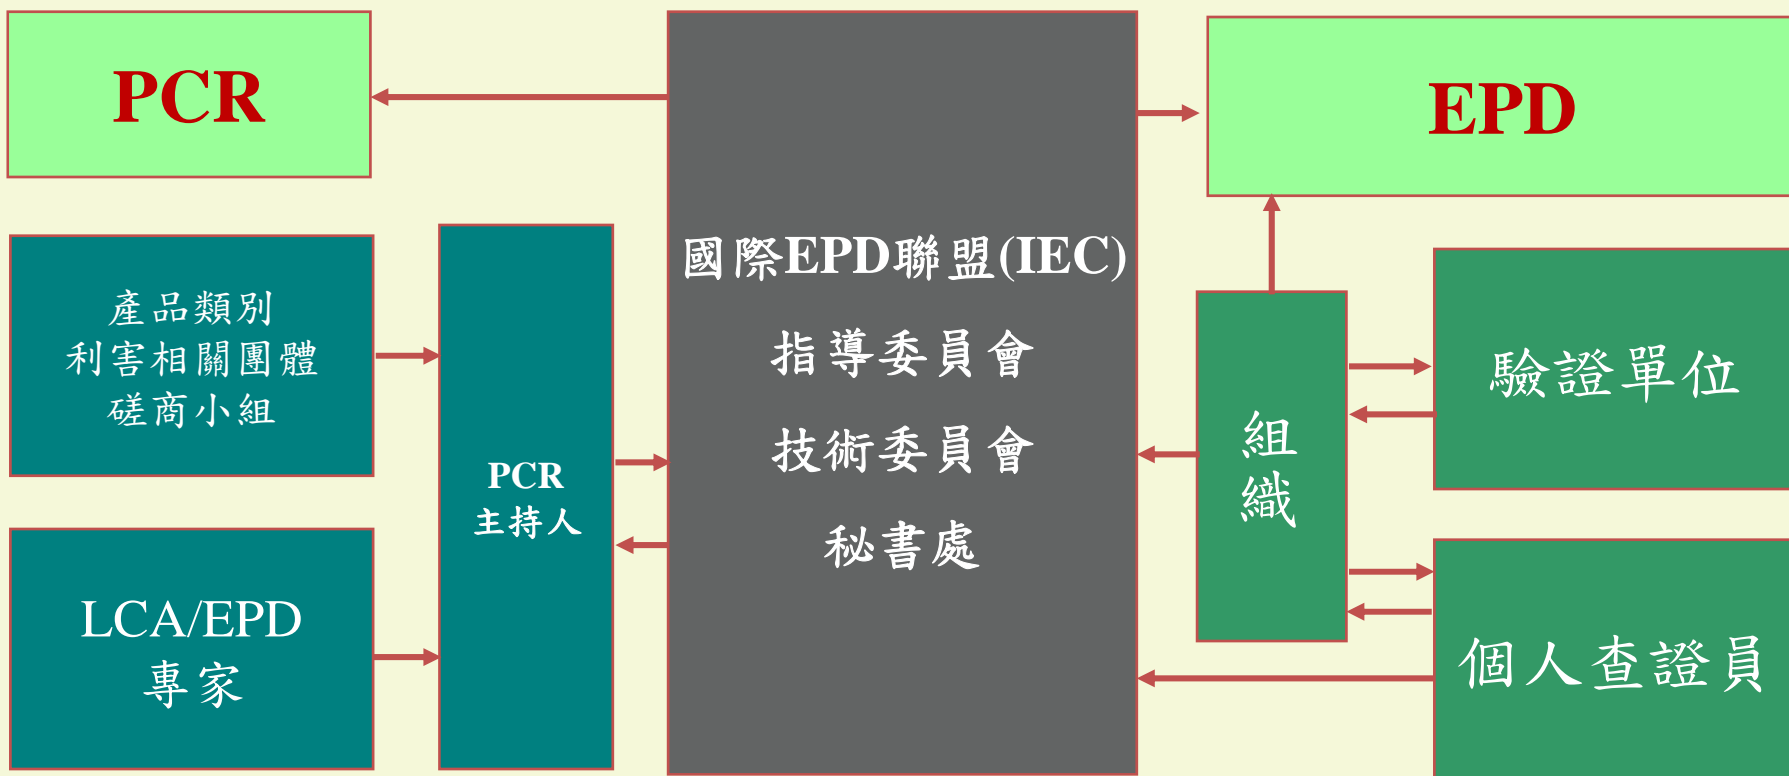 PCR
EPD
產品類別
利害相關團體
磋商小組
LCA/EPD
專家
PCR
主持人
國際EPD聯盟(IEC)
指導委員會
技術委員會
秘書處
組
織
驗證單位
個人查證員